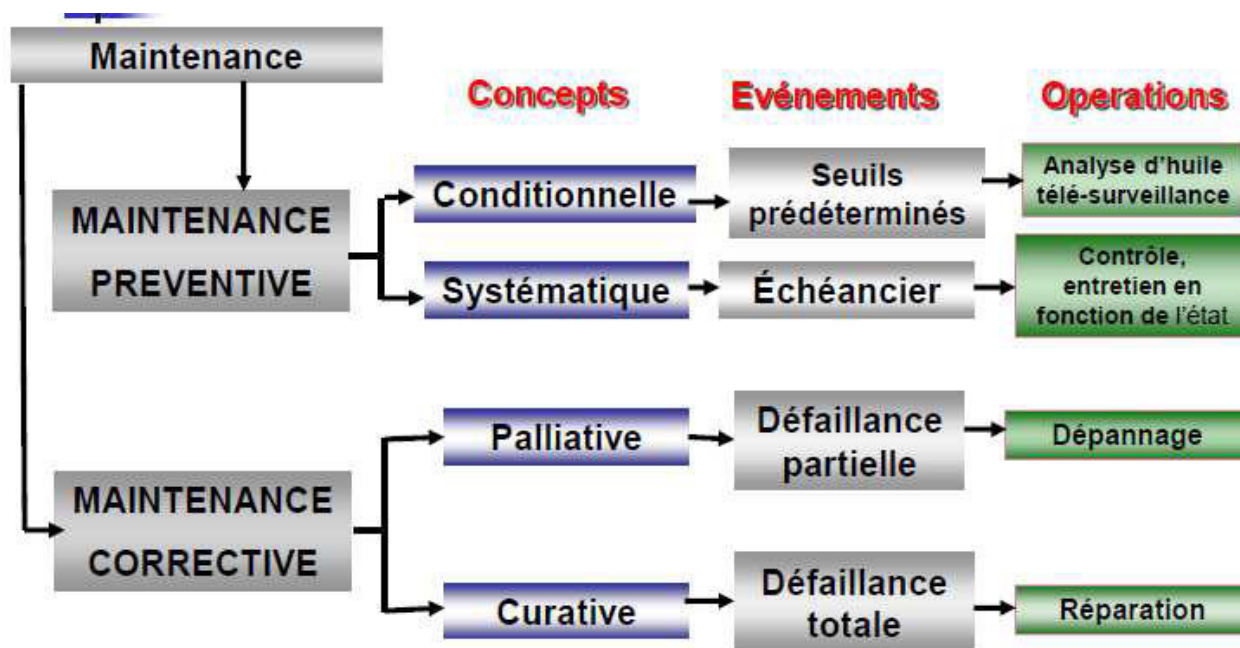 Maintenance
Concepts
Evénements
Operations
MAINTENANCE
PREVENTIVE
Conditionnelle
Seuils
prédéterminés
Analyse d'huile
télé-surveillance
Systématique
Échéancier
Contrôle,
entretien en
fonction de l'état
MAINTENANCE
CORRECTIVE
Palliative
Défaillance
partielle
Dépannage
Curative
Défaillance
totale
Réparation